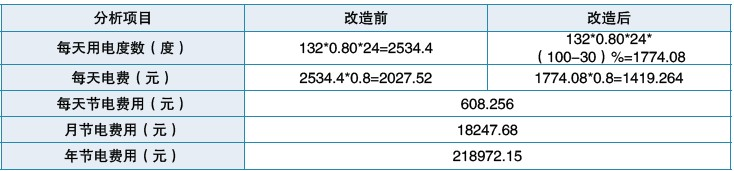 分析项目 改造前 改造后
每天用电度数（度） 132*0.80*24=2534.4 132*0.80*24*
（100–30）%=1774.08
每天电费（元） 2534.4*0.8=2027.52 1774.08*0.8=1419.264
每天节电费用（元） 608.256
月节电费用（元） 18247.68
年节电费用（元） 218972.15